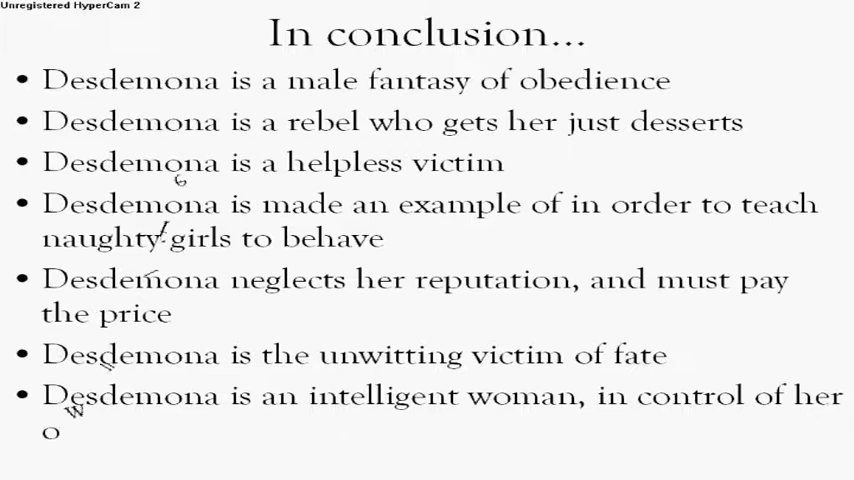 Unregistered HyperCam 2
In conclusion...
• Desdemona is a male fantasy of obedience
• Desdemona is a rebel who gets her just desserts
• Desdemona is a helpless victim
• Desdemona is made an example of in order to teach
naughty girls to behave
• Desdemona neglects her reputation, and must pay
the price
• Desdemona is the unwitting victim of fate
• Desdemona is an intelligent woman, in control of her
o